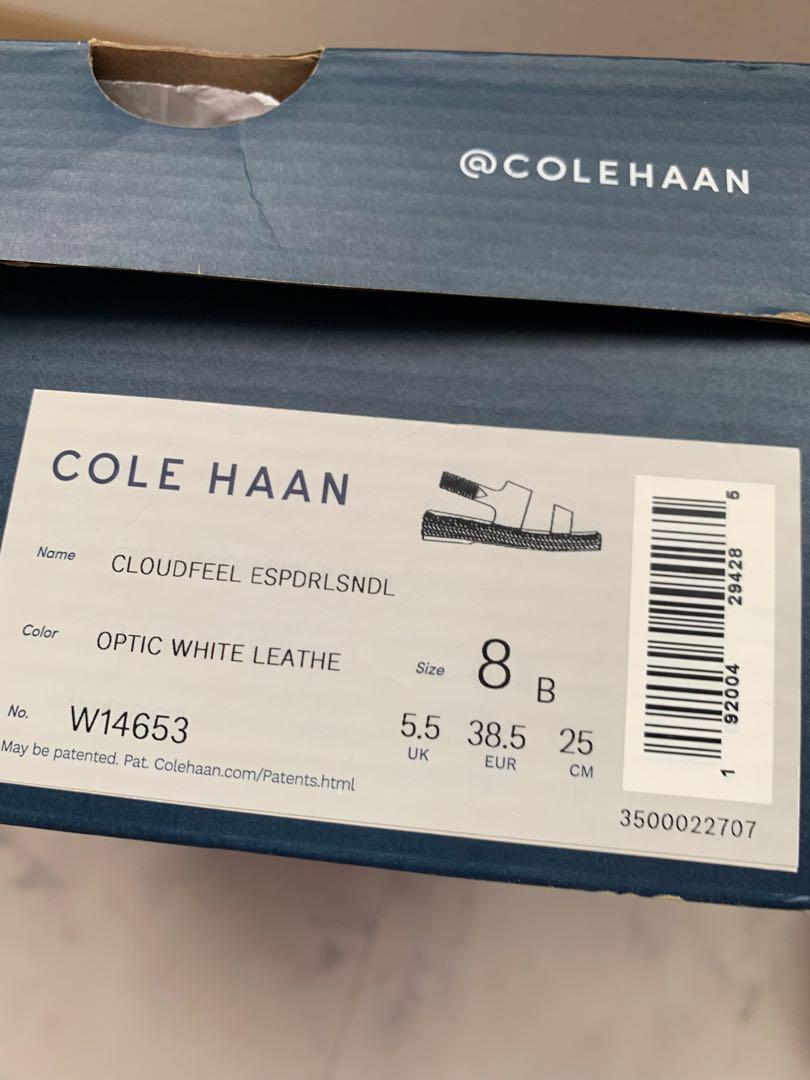 @COLEHAAN
COLE HAAN
Name CLOUDFEEL ESPDRLSNDL
Color OPTIC WHITE LEATHE
Size 8 B
No. W14653
5.5 38.5 25
UK EUR CM
May be patented. Pat. Colehaan.com/Patents.html
1 92004 29428 5
3500022707